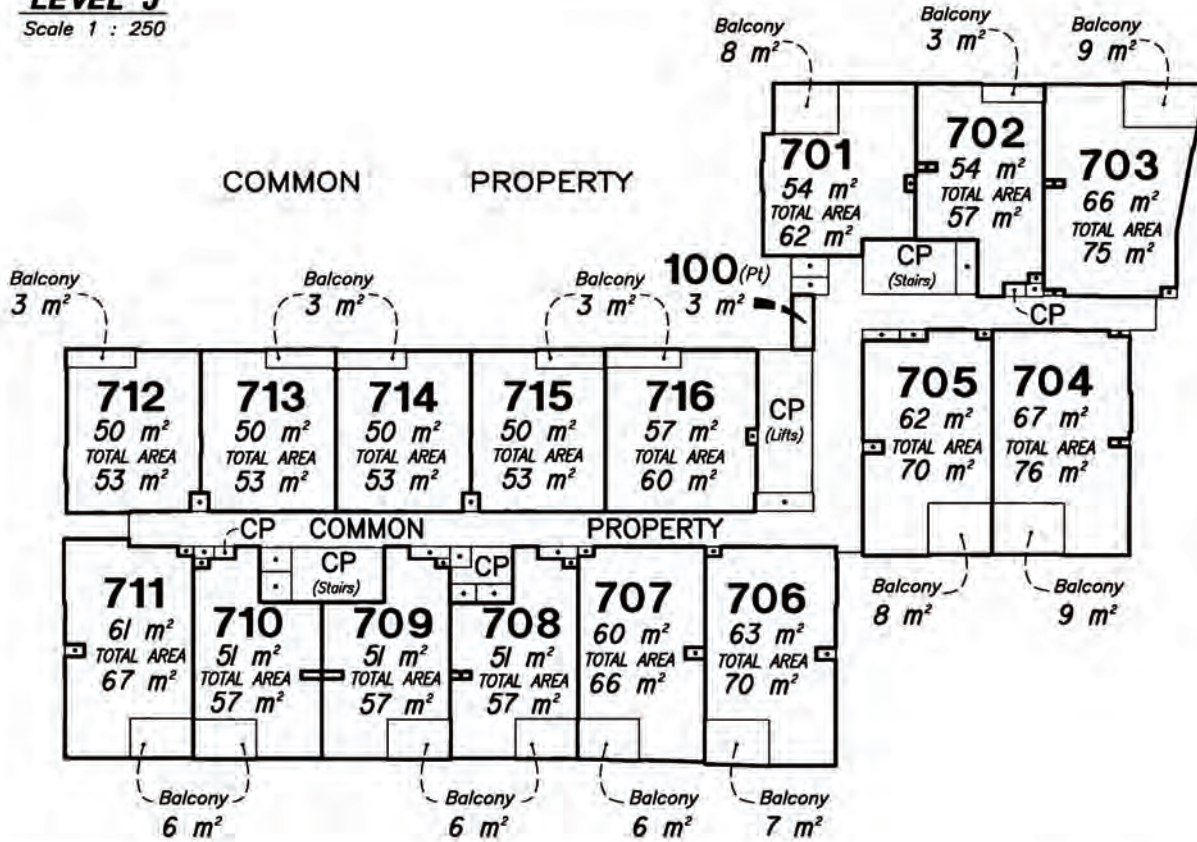 LEVEL J
Scale 1 : 250
Balcony
8 m²
Balcony
3 m²
Balcony
9 m²
COMMON PROPERTY
701
54 m²
TOTAL AREA
62 m²
702
54 m²
TOTAL AREA
57 m²
703
66 m²
TOTAL AREA
75 m²
CP
(Stairs)
CP
100 (Pt)
3 m²
Balcony
3 m²
Balcony
3 m²
Balcony
3 m²
712
50 m²
TOTAL AREA
53 m²
713
50 m²
TOTAL AREA
53 m²
714
50 m²
TOTAL AREA
53 m²
715
50 m²
TOTAL AREA
53 m²
716
57 m²
TOTAL AREA
60 m²
CP
(Lifts)
705
62 m²
TOTAL AREA
70 m²
704
67 m²
TOTAL AREA
76 m²
CP COMMON PROPERTY
CP
(Stairs)
CP
711
61 m²
TOTAL AREA
67 m²
710
51 m²
TOTAL AREA
57 m²
709
51 m²
TOTAL AREA
57 m²
708
51 m²
TOTAL AREA
57 m²
707
60 m²
TOTAL AREA
66 m²
706
63 m²
TOTAL AREA
70 m²
Balcony
8 m²
Balcony
9 m²
Balcony
6 m²
Balcony
6 m²
Balcony
6 m²
Balcony
7 m²